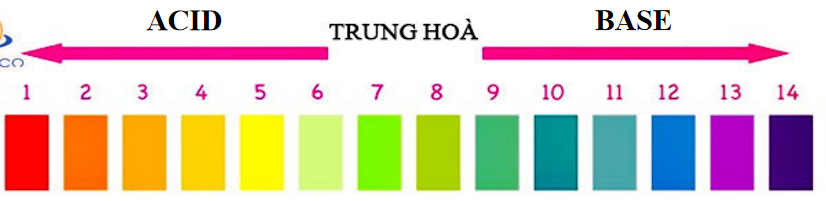 ACID TRUNG HOÀ BASE
1 2 3 4 5 6 7 8 9 10 11 12 13 14